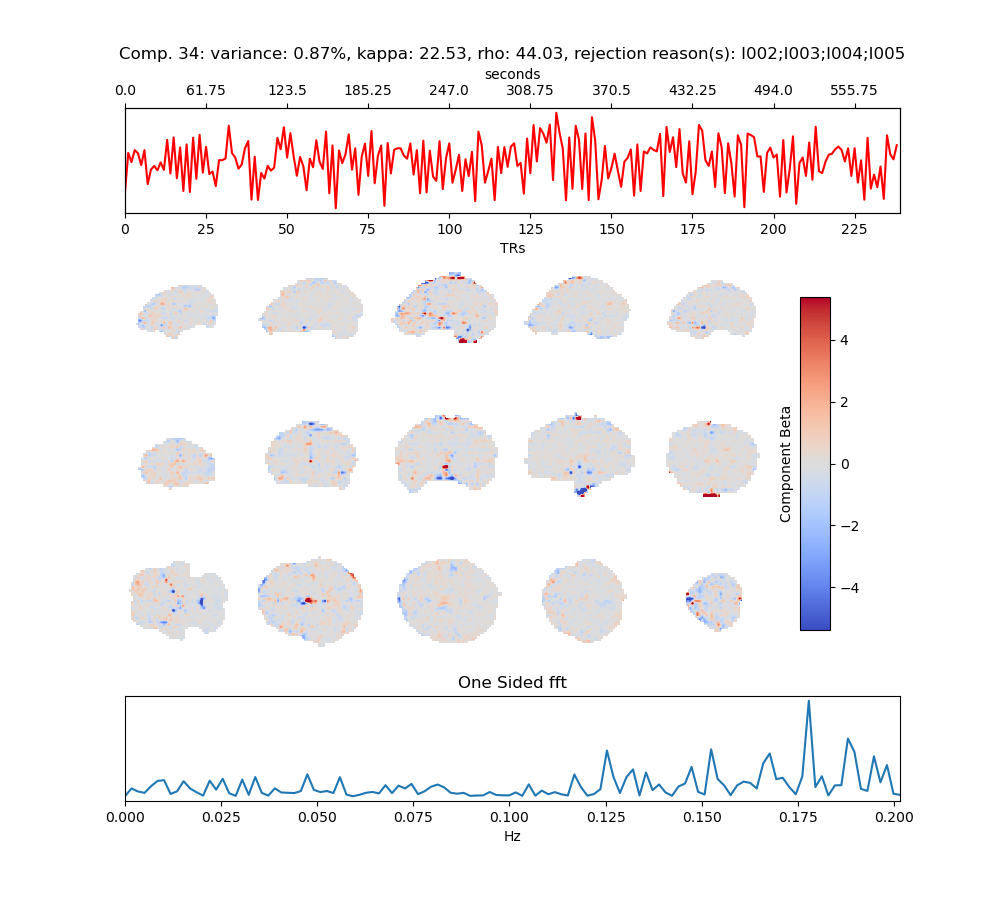 Comp. 34: variance: 0.87%, kappa: 22.53, rho: 44.03, rejection reason(s): I002;I003;I004;I005
seconds
0.0 61.75 123.5 185.25 247.0 308.75 370.5 432.25 494.0 555.75
0 25 50 75 100 125 150 175 200 225
TRs
4
2
0
−2
−4
Component Beta
One Sided fft
0.000 0.025 0.050 0.075 0.100 0.125 0.150 0.175 0.200
Hz